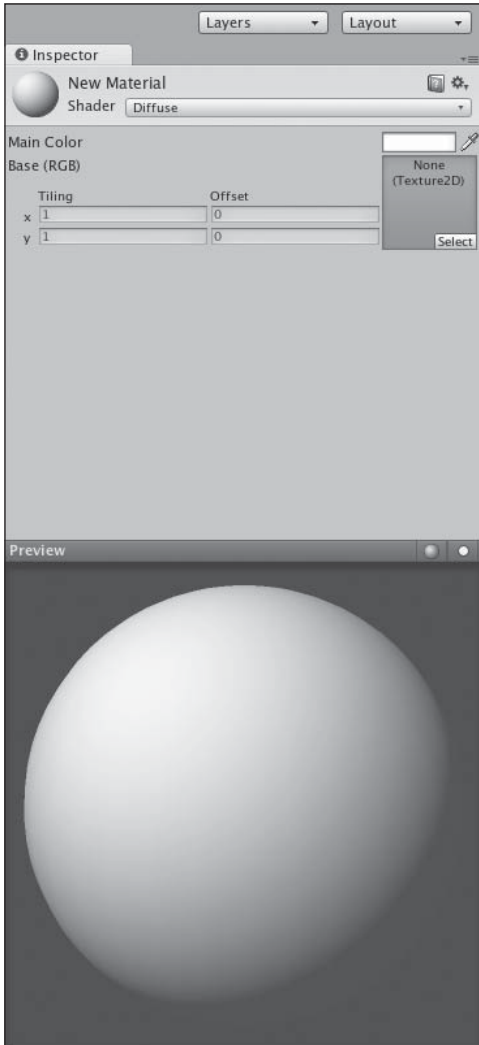 Layers Layout
Inspector
New Material
Shader Diffuse
Main Color
Base (RGB)
None
(Texture2D)
Tiling Offset
x 1 0
y 1 0
Select
Preview